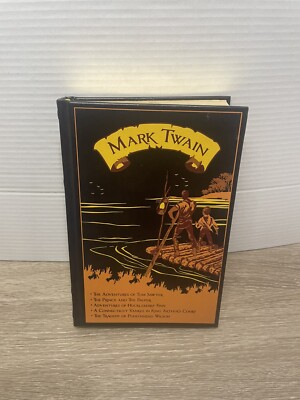 MARK TWAIN
• THE ADVENTURES OF TOM SAWYER
• THE PRINCE AND THE PAUPER
• ADVENTURES OF HUCKLEBERRY FINN
• A CONNECTICUT YANKEE IN KING ARTHUR'S COURT
• THE TRAGEDY OF PUDD'NHEAD WILSON